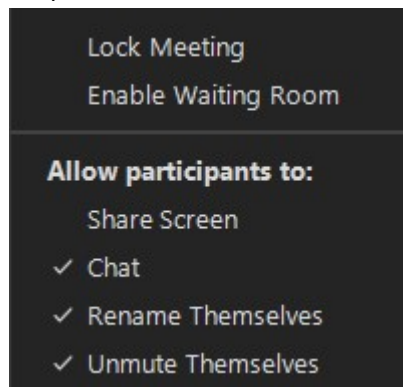 Lock Meeting
Enable Waiting Room
Allow participants to:
Share Screen
✓ Chat
✓ Rename Themselves
✓ Unmute Themselves